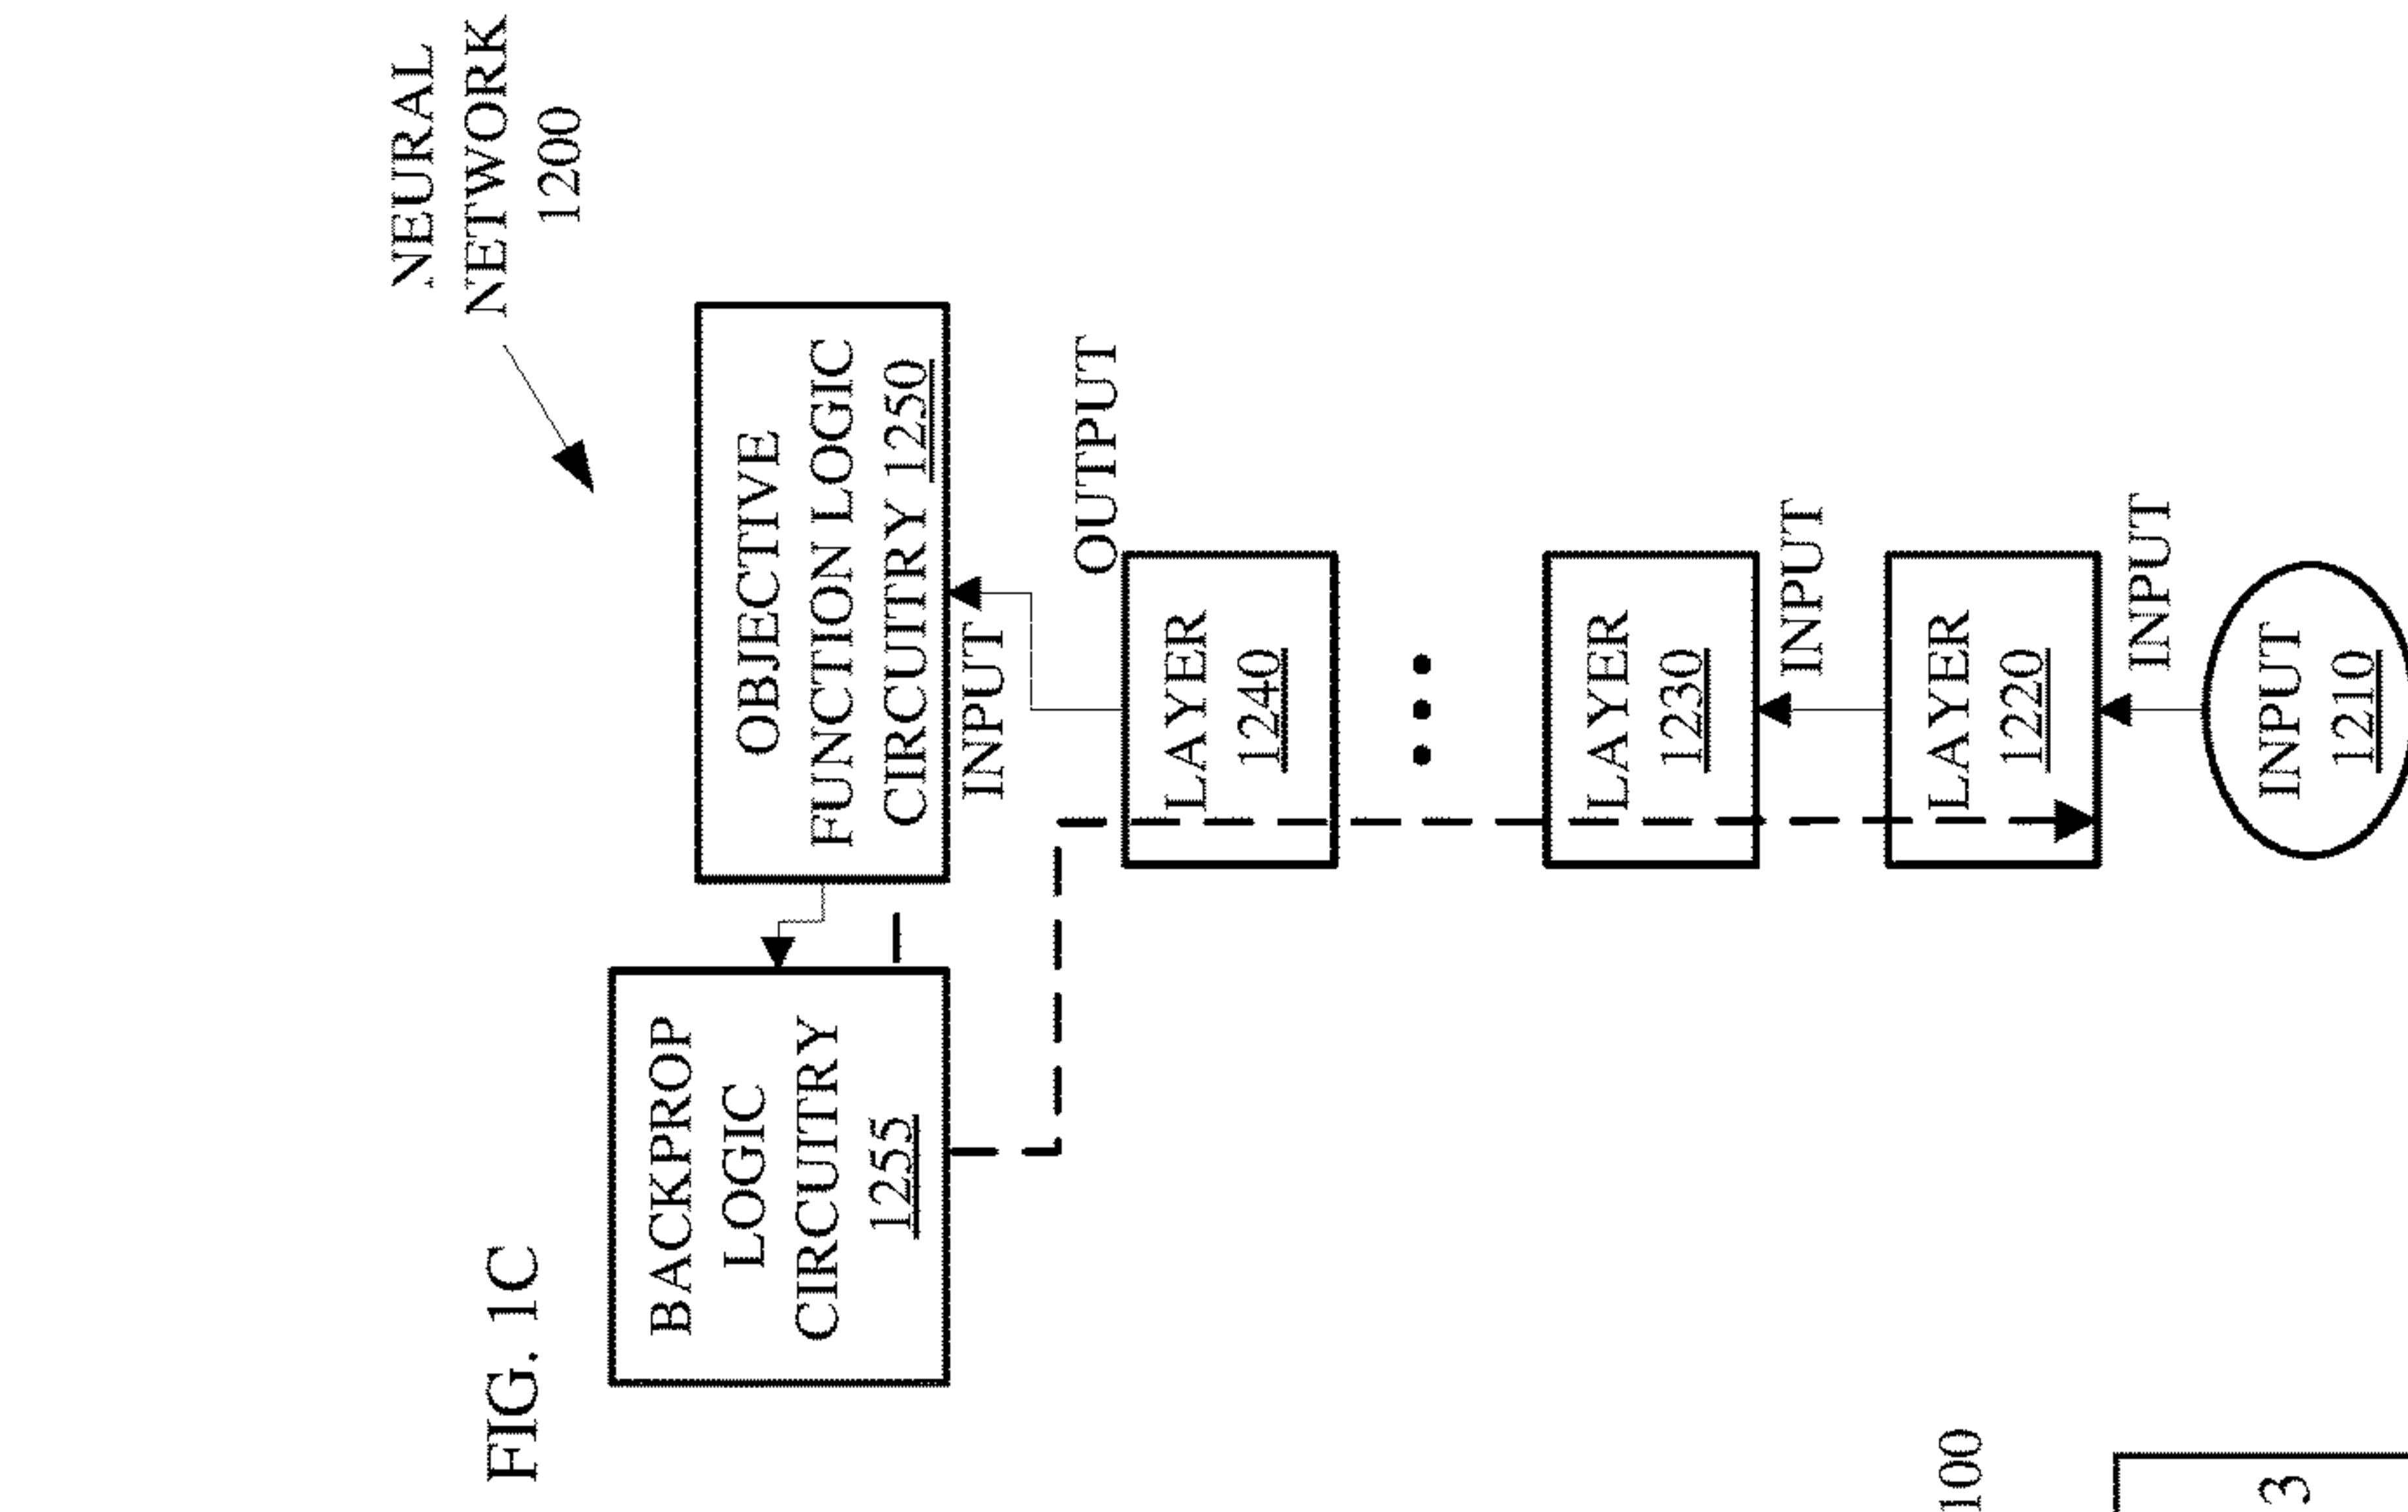 FIG. 1C
NEURAL
NETWORK
1200
BACKPROP
LOGIC
CIRCUITRY
1255
OBJECTIVE
FUNCTION LOGIC
CIRCUITRY 1250
INPUT
OUTPUT
LAYER
1240
LAYER
1230
INPUT
LAYER
1220
INPUT
INPUT
1210
100
3